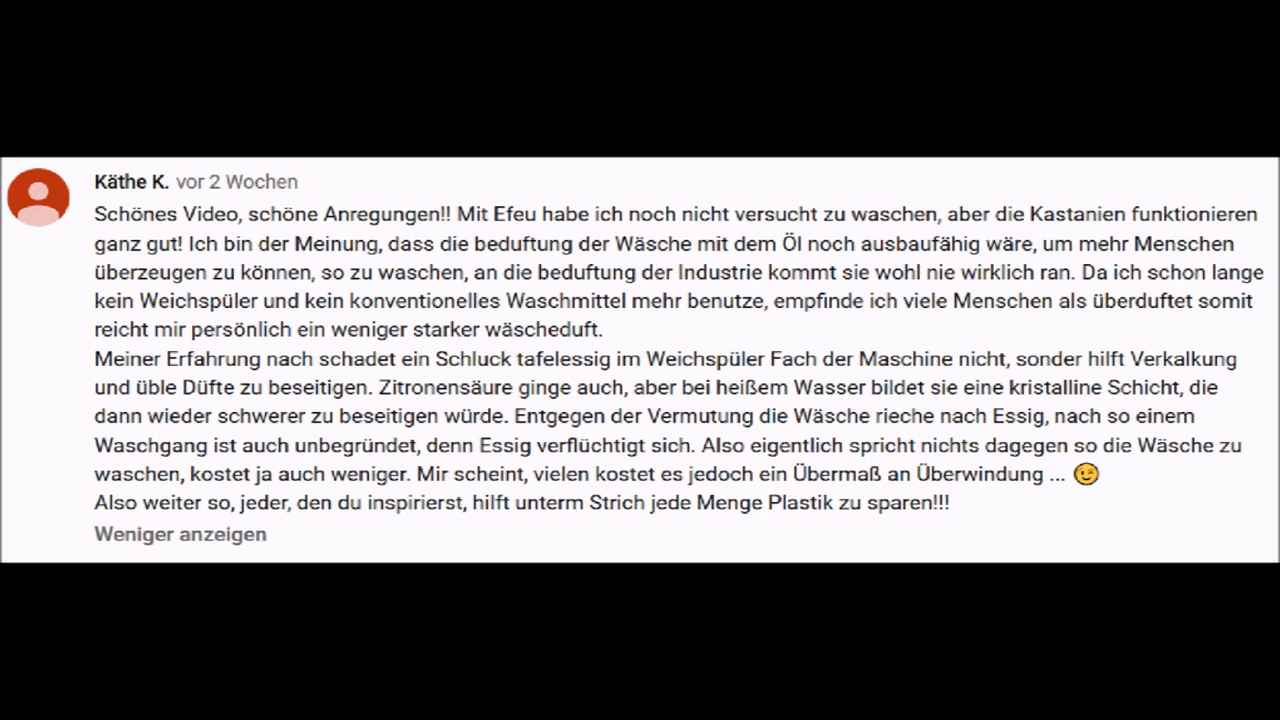 Käthe K. vor 2 Wochen
Schönes Video, schöne Anregungen!! Mit Efeu habe ich noch nicht versucht zu waschen, aber die Kastanien funktionieren
ganz gut! Ich bin der Meinung, dass die beduftung der Wäsche mit dem Öl noch ausbaufähig wäre, um mehr Menschen
überzeugen zu können, so zu waschen, an die beduftung der Industrie kommt sie wohl nie wirklich ran. Da ich schon lange
kein Weichspüler und kein konventionelles Waschmittel mehr benutze, empfinde ich viele Menschen als überduftet somit
reicht mir persönlich ein weniger starker wäscheduft.
Meiner Erfahrung nach schadet ein Schluck tafelessig im Weichspüler Fach der Maschine nicht, sonder hilft Verkalkung
und üble Düfte zu beseitigen. Zitronensäure ginge auch, aber bei heißem Wasser bildet sie eine kristalline Schicht, die
dann wieder schwerer zu beseitigen würde. Entgegen der Vermutung die Wäsche rieche nach Essig, nach so einem
Waschgang ist auch unbegründet, denn Essig verflüchtigt sich. Also eigentlich spricht nichts dagegen so die Wäsche zu
waschen, kostet ja auch weniger. Mir scheint, vielen kostet es jedoch ein Übermaß an Überwindung ... 😉
Also weiter so, jeder, den du inspirierst, hilft unterm Strich jede Menge Plastik zu sparen!!!
Weniger anzeigen